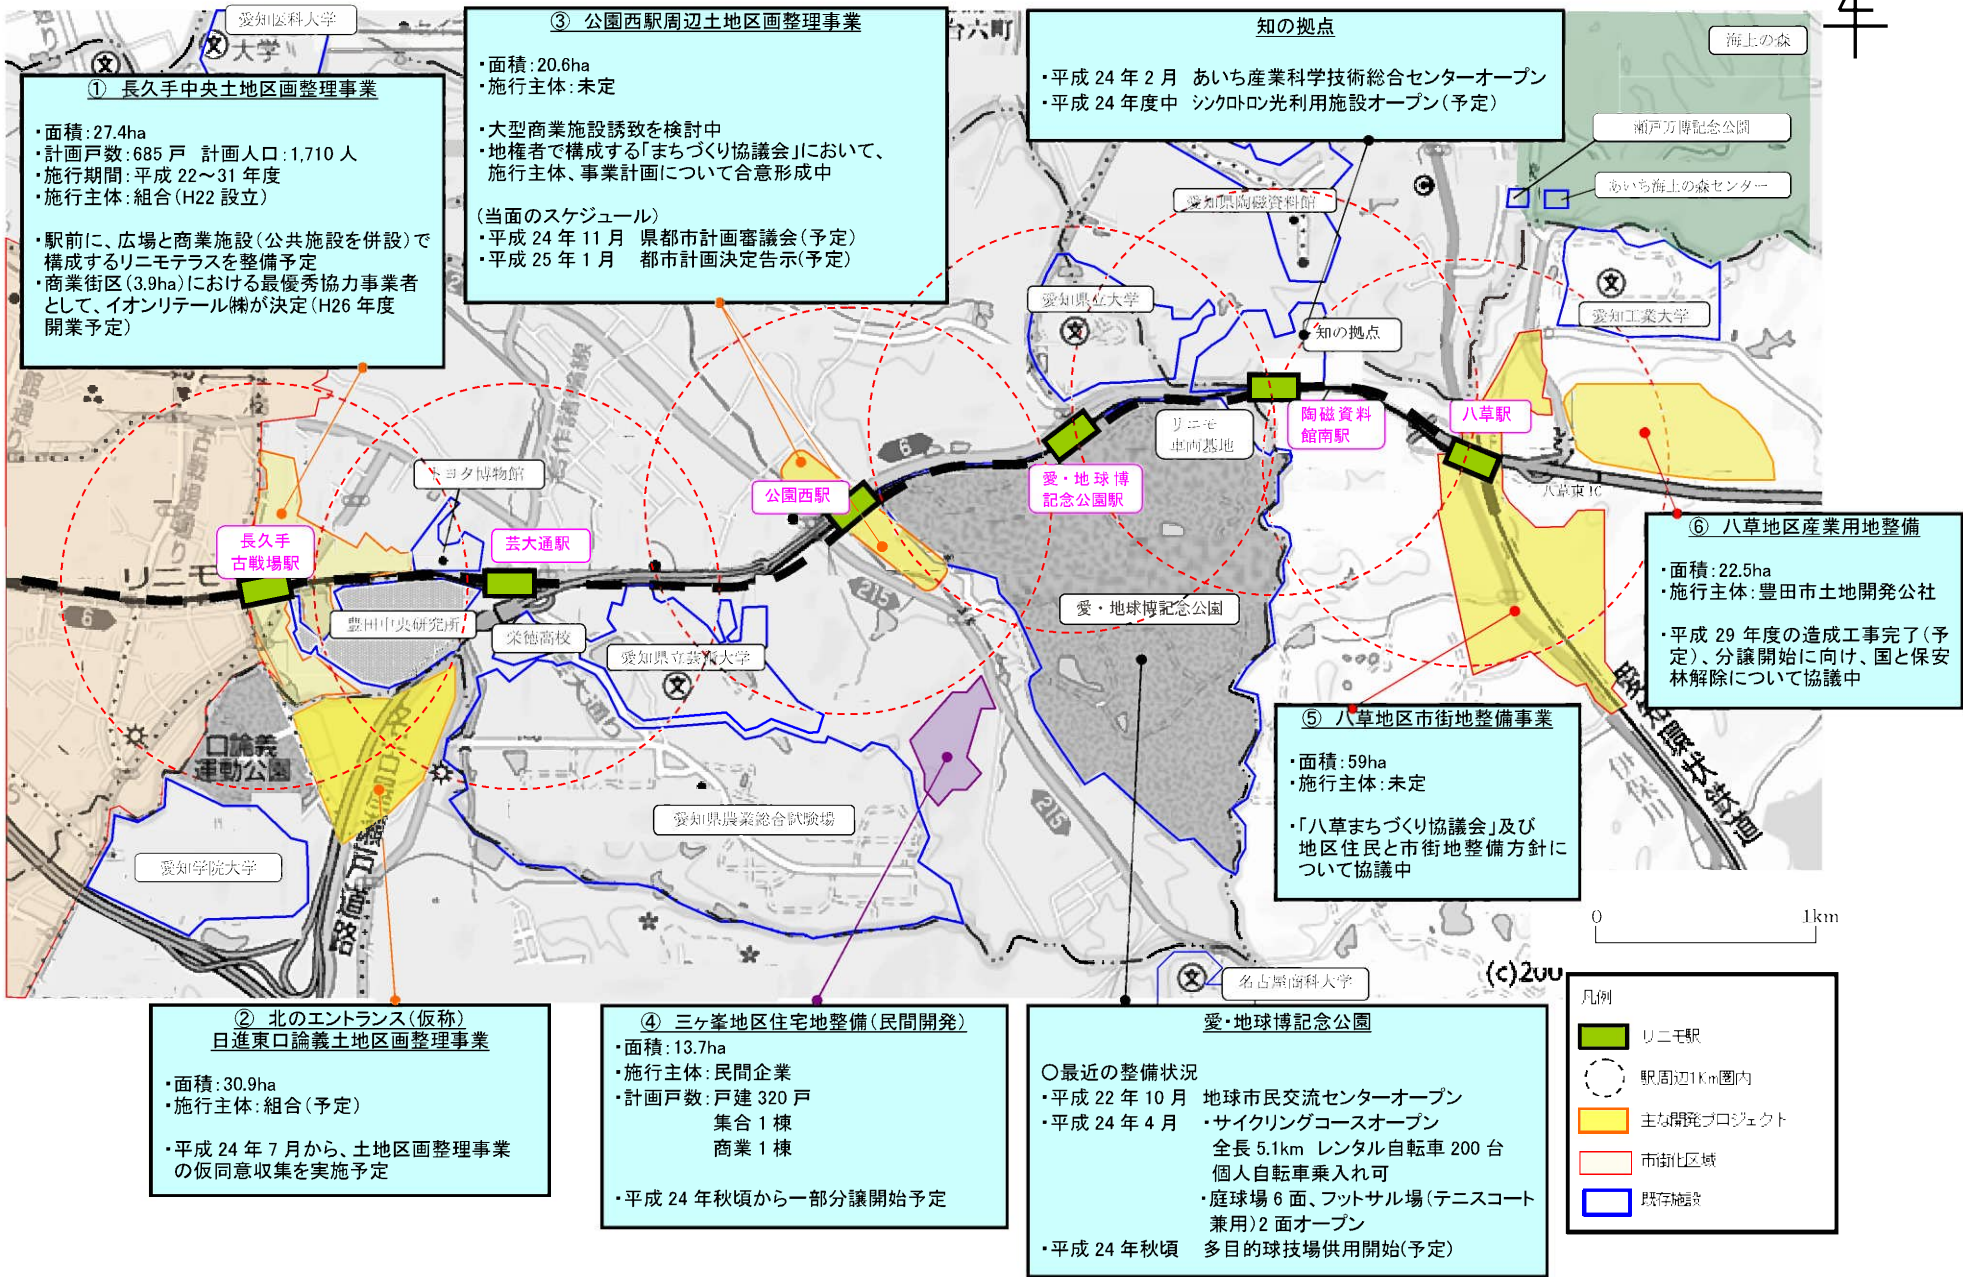 ① 長久手中央土地区画整理事業
・面積:27.4ha
・計画戸数:685 戸 計画人口:1,710 人
・施行期間:平成 22～31 年度
・施行主体:組合(H22 設立)
・駅前に、広場と商業施設(公共施設を併設)で
構成するリニモテラスを整備予定
・商業街区(3.9ha)における最優秀協力事業者
として、イオンリテール㈱が決定(H26 年度
開業予定)
③ 公園西駅周辺土地区画整理事業
・面積:20.6ha
・施行主体:未定
・大型商業施設誘致を検討中
・地権者で構成する「まちづくり協議会」において、
施行主体、事業計画について合意形成中
(当面のスケジュール)
・平成 24 年 11 月 県都市計画審議会(予定)
・平成 25 年 1 月 都市計画決定告示(予定)
知の拠点
・平成 24 年 2 月 あいち産業科学技術総合センターオープン
・平成 24 年度中 シンクロトロン光利用施設オープン(予定)
愛知医科大学
大学
台六町
海上の森
瀬戸万博記念公園
あいち海上の森センター
愛知県陶磁資料館
愛知県立大学
知の拠点
愛知工業大学
リニモ
車両基地
陶磁資料
館南駅
八草駅
八草東IC
愛・地球博
記念公園駅
公園西駅
トヨタ博物館
芸大通駅
長久手
古戦場駅
リニモ
6
6
215
215
豊田中央研究所
栄徳高校
愛知県立芸術大学
愛・地球博記念公園
口論義
運動公園
愛知学院大学
愛知県農業総合試験場
名古屋商科大学
伊保川
(c)200
0 1km
⑥ 八草地区産業用地整備
・面積:22.5ha
・施行主体:豊田市土地開発公社
・平成 29 年度の造成工事完了(予
定)、分譲開始に向け、国と保安
林解除について協議中
⑤ 八草地区市街地整備事業
・面積:59ha
・施行主体:未定
・「八草まちづくり協議会」及び
地区住民と市街地整備方針に
ついて協議中
② 北のエントランス(仮称)
日進東口論義土地区画整理事業
・面積:30.9ha
・施行主体:組合(予定)
・平成 24 年 7 月から、土地区画整理事業
の仮同意収集を実施予定
④ 三ヶ峯地区住宅地整備(民間開発)
・面積:13.7ha
・施行主体:民間企業
・計画戸数:戸建 320 戸
集合 1 棟
商業 1 棟
・平成 24 年秋頃から一部分譲開始予定
愛・地球博記念公園
○最近の整備状況
・平成 22 年 10 月 地球市民交流センターオープン
・平成 24 年 4 月 ・サイクリングコースオープン
全長 5.1km レンタル自転車 200 台
個人自転車乗入れ可
・庭球場 6 面、フットサル場(テニスコート
兼用)2 面オープン
・平成 24 年秋頃 多目的球技場供用開始(予定)
凡例
リニモ駅
駅周辺1Km圏内
主な開発プロジェクト
市街化区域
既存施設